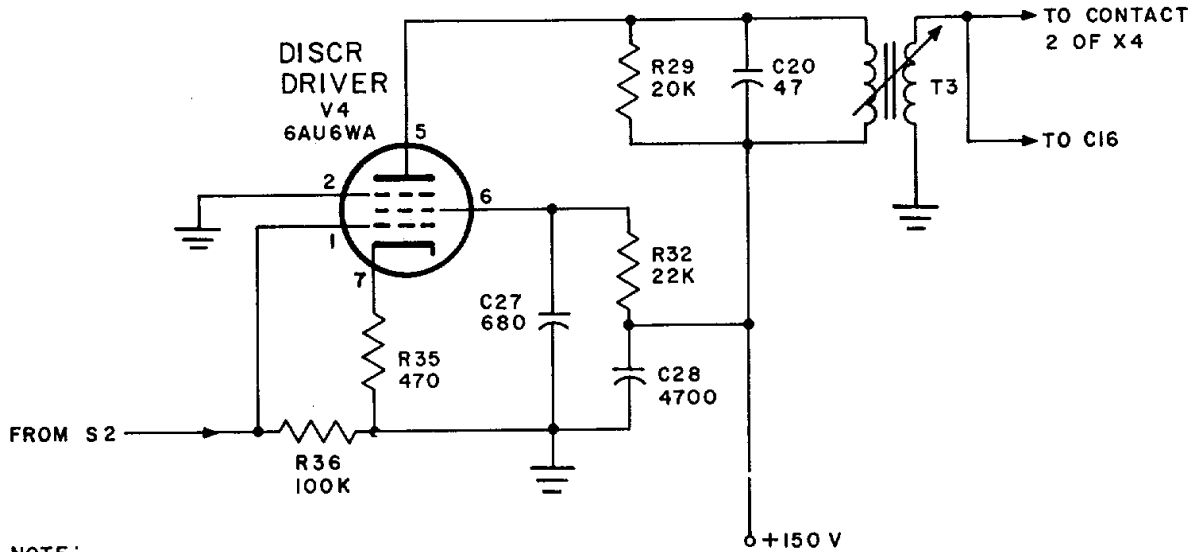 DISCR
DRIVER
V4
6AU6WA
5
2
1
6
7
R29
20K
C20
47
T3
TO CONTACT
2 OF X4
TO C16
R32
22K
C27
680
R35
470
C28
4700
FROM S2
R36
100K
+150 V
NOTE: